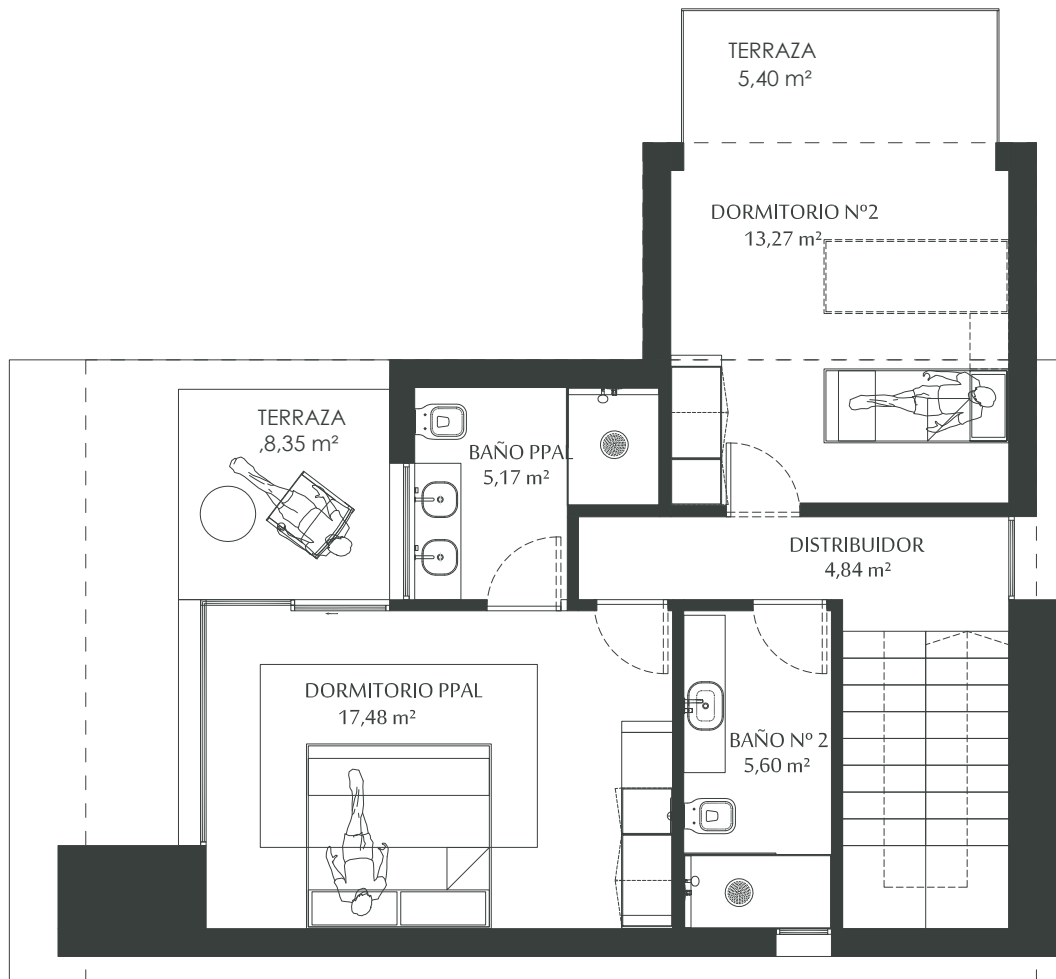 TERRAZA
5,40 m²
DORMITORIO Nº2
13,27 m²
TERRAZA
,8,35 m²
BAÑO PPAL
5,17 m²
DISTRIBUIDOR
4,84 m²
DORMITORIO PPAL
17,48 m²
BAÑO Nº 2
5,60 m²